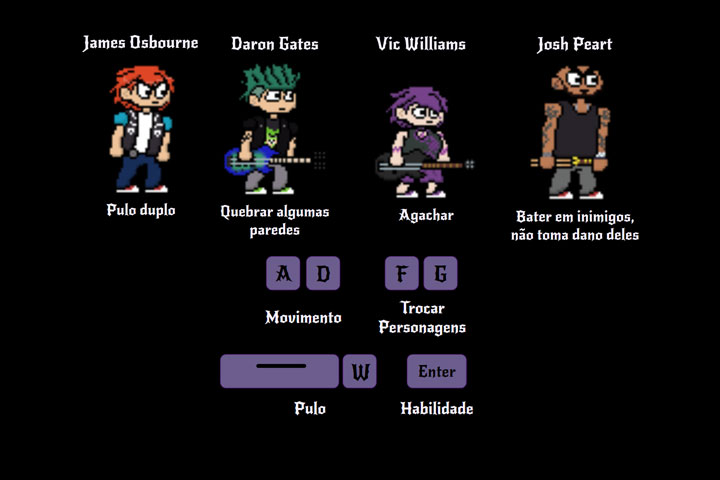 James Osbourne
Daron Gates
Vic Williams
Josh Peart
Pulo duplo
Quebrar algumas
paredes
Agachar
Bater em inimigos,
não toma dano deles
A D
F G
Movimento
Trocar
Personagens
W
Enter
Pulo
Habilidade